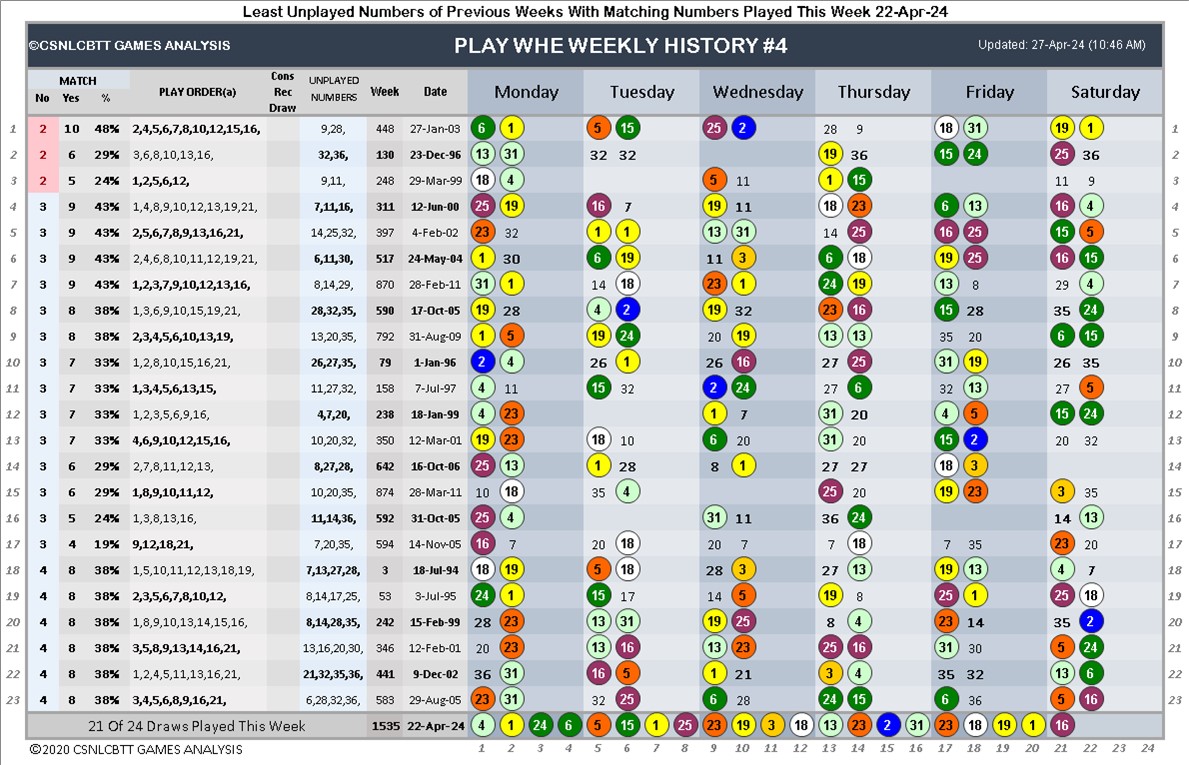 Least Unplayed Numbers of Previous Weeks With Matching Numbers Played This Week 22-Apr-24
©CSNLCBTT GAMES ANALYSIS PLAY WHE WEEKLY HISTORY #4 Updated: 27-Apr-24 (10:46 AM)
MATCH No Yes % PLAY ORDER(a) Cons Rec Draw UNPLAYED NUMBERS Week Date Monday Tuesday Wednesday Thursday Friday Saturday
1 2 10 48% 2,4,5,6,7,8,10,12,15,16, 9,28, 448 27-Jan-03 6 1 5 15 25 2 28 9 18 31 19 1 1
2 2 6 29% 3,6,8,10,13,16, 32,36, 130 23-Dec-96 13 31 32 32 19 36 15 24 25 36 2
3 2 5 24% 1,2,5,6,12, 9,11, 248 29-Mar-99 18 4 5 11 1 15 11 9 3
4 3 9 43% 1,4,8,9,10,12,13,19,21, 7,11,16, 311 12-Jun-00 25 19 16 7 19 11 18 23 6 13 16 4 4
5 3 9 43% 2,5,6,7,8,9,13,16,21, 14,25,32, 397 4-Feb-02 23 32 1 1 13 31 14 25 16 25 15 5 5
6 3 9 43% 2,4,6,8,10,11,12,19,21, 6,11,30, 517 24-May-04 1 30 6 19 11 3 6 18 19 25 16 15 6
7 3 9 43% 1,2,3,7,9,10,12,13,16, 8,14,29, 870 28-Feb-11 31 1 14 18 23 1 24 19 13 8 29 4 7
8 3 8 38% 1,3,6,9,10,15,19,21, 28,32,35, 590 17-Oct-05 19 28 4 2 19 32 23 16 15 28 35 24 8
9 3 8 38% 2,3,4,5,6,10,13,19, 13,20,35, 792 31-Aug-09 1 5 19 24 20 19 13 13 35 20 6 15 9
10 3 7 33% 1,2,8,10,15,16,21, 26,27,35, 79 1-Jan-96 2 4 26 1 26 16 27 25 31 19 26 35 10
11 3 7 33% 1,3,4,5,6,13,15, 11,27,32, 158 7-Jul-97 4 11 15 32 2 24 27 6 32 13 27 5 11
12 3 7 33% 1,2,3,5,6,9,16, 4,7,20, 238 18-Jan-99 4 23 1 7 31 20 4 5 15 24 12
13 3 7 33% 4,6,9,10,12,15,16, 10,20,32, 350 12-Mar-01 19 23 18 10 6 20 31 20 15 2 20 32 13
14 3 6 29% 2,7,8,11,12,13, 8,27,28, 642 16-Oct-06 25 13 1 28 8 1 27 27 18 3 14
15 3 6 29% 1,8,9,10,11,12, 10,20,35, 874 28-Mar-11 10 18 35 4 25 20 19 23 3 35 15
16 3 5 24% 1,3,8,13,16, 11,14,36, 592 31-Oct-05 25 4 31 11 36 24 14 13 16
17 3 4 19% 9,12,18,21, 7,20,35, 594 14-Nov-05 16 7 20 18 20 7 7 18 7 35 23 20 17
18 4 8 38% 1,5,10,11,12,13,18,19, 7,13,27,28, 3 18-Jul-94 18 19 5 18 28 3 27 13 19 13 4 7 18
19 4 8 38% 2,3,5,6,7,8,10,12, 8,14,17,25, 53 3-Jul-95 24 1 15 17 14 5 19 8 25 1 25 18 19
20 4 8 38% 1,8,9,10,13,14,15,16, 8,14,28,35, 242 15-Feb-99 28 23 13 31 19 25 8 4 23 14 35 2 20
21 4 8 38% 3,5,8,9,13,14,16,21, 13,16,20,30, 346 12-Feb-01 20 23 13 16 13 23 25 16 31 30 5 24 21
22 4 8 38% 1,2,4,5,11,13,16,21, 21,32,35,36, 441 9-Dec-02 36 31 16 5 1 21 3 4 35 32 13 6 22
23 4 8 38% 3,4,5,6,8,9,16,21, 6,28,32,36, 583 29-Aug-05 23 31 32 25 6 28 24 15 6 36 5 16 23
21 Of 24 Draws Played This Week 1535 22-Apr-24 4 1 24 6 5 15 1 25 23 19 3 18 13 23 2 31 23 18 19 1 16
©2020 CSNLCBTT GAMES ANALYSIS 1 2 3 4 5 6 7 8 9 10 11 12 13 14 15 16 17 18 19 20 21 22 23 24